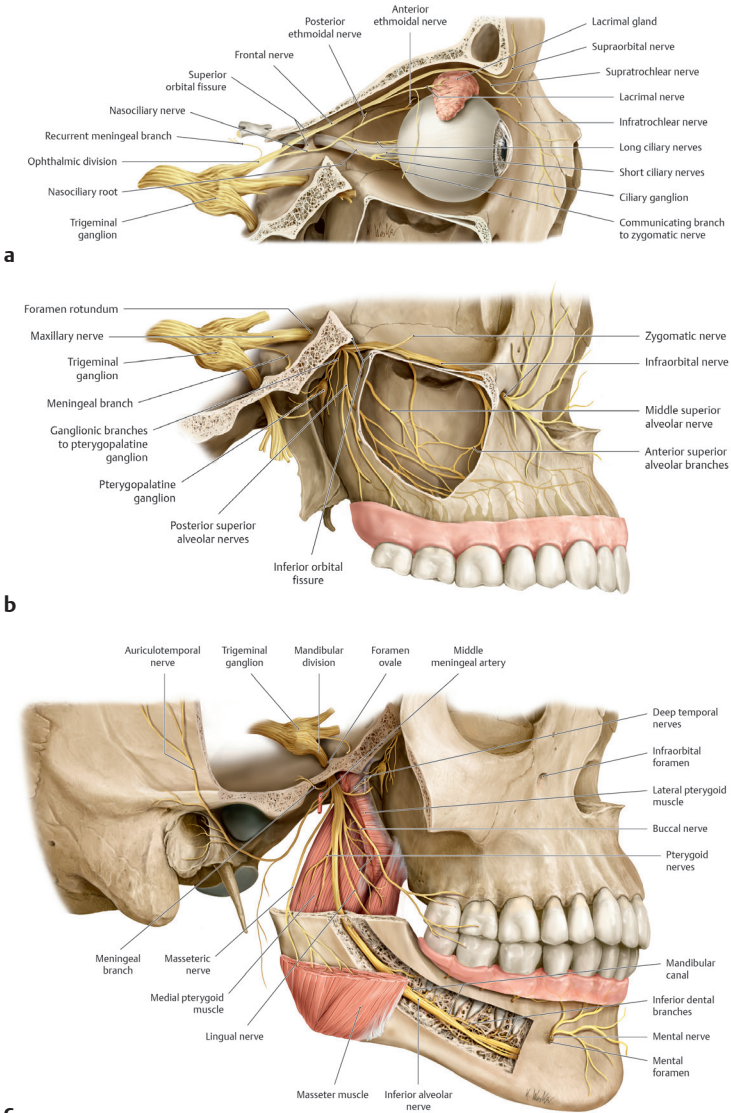 Anterior
ethmoidal nerve
Posterior
ethmoidal nerve
Frontal nerve
Superior
orbital fissure
Nasociliary nerve
Recurrent meningeal branch
Ophthalmic division
Nasociliary root
Trigeminal
ganglion
Lacrimal gland
Supraorbital nerve
Supratrochlear nerve
Lacrimal nerve
Infratrochlear nerve
Long ciliary nerves
Short ciliary nerves
Ciliary ganglion
Communicating branch
to zygomatic nerve
a
Foramen rotundum
Maxillary nerve
Trigeminal
ganglion
Meningeal branch
Ganglionic branches
to pterygopalatine
ganglion
Pterygopalatine
ganglion
Posterior superior
alveolar nerves
Inferior orbital
fissure
Zygomatic nerve
Infraorbital nerve
Middle superior
alveolar nerve
Anterior superior
alveolar branches
b
Auriculotemporal
nerve
Trigeminal
ganglion
Mandibular
division
Foramen
ovale
Middle
meningeal artery
Deep temporal
nerves
Infraorbital
foramen
Lateral pterygoid
muscle
Buccal nerve
Pterygoid
nerves
Mandibular
canal
Inferior dental
branches
Mental nerve
Mental
foramen
Meningeal
branch
Masseteric
nerve
Medial pterygoid
muscle
Lingual nerve
Masseter muscle
Inferior alveolar
nerve
c